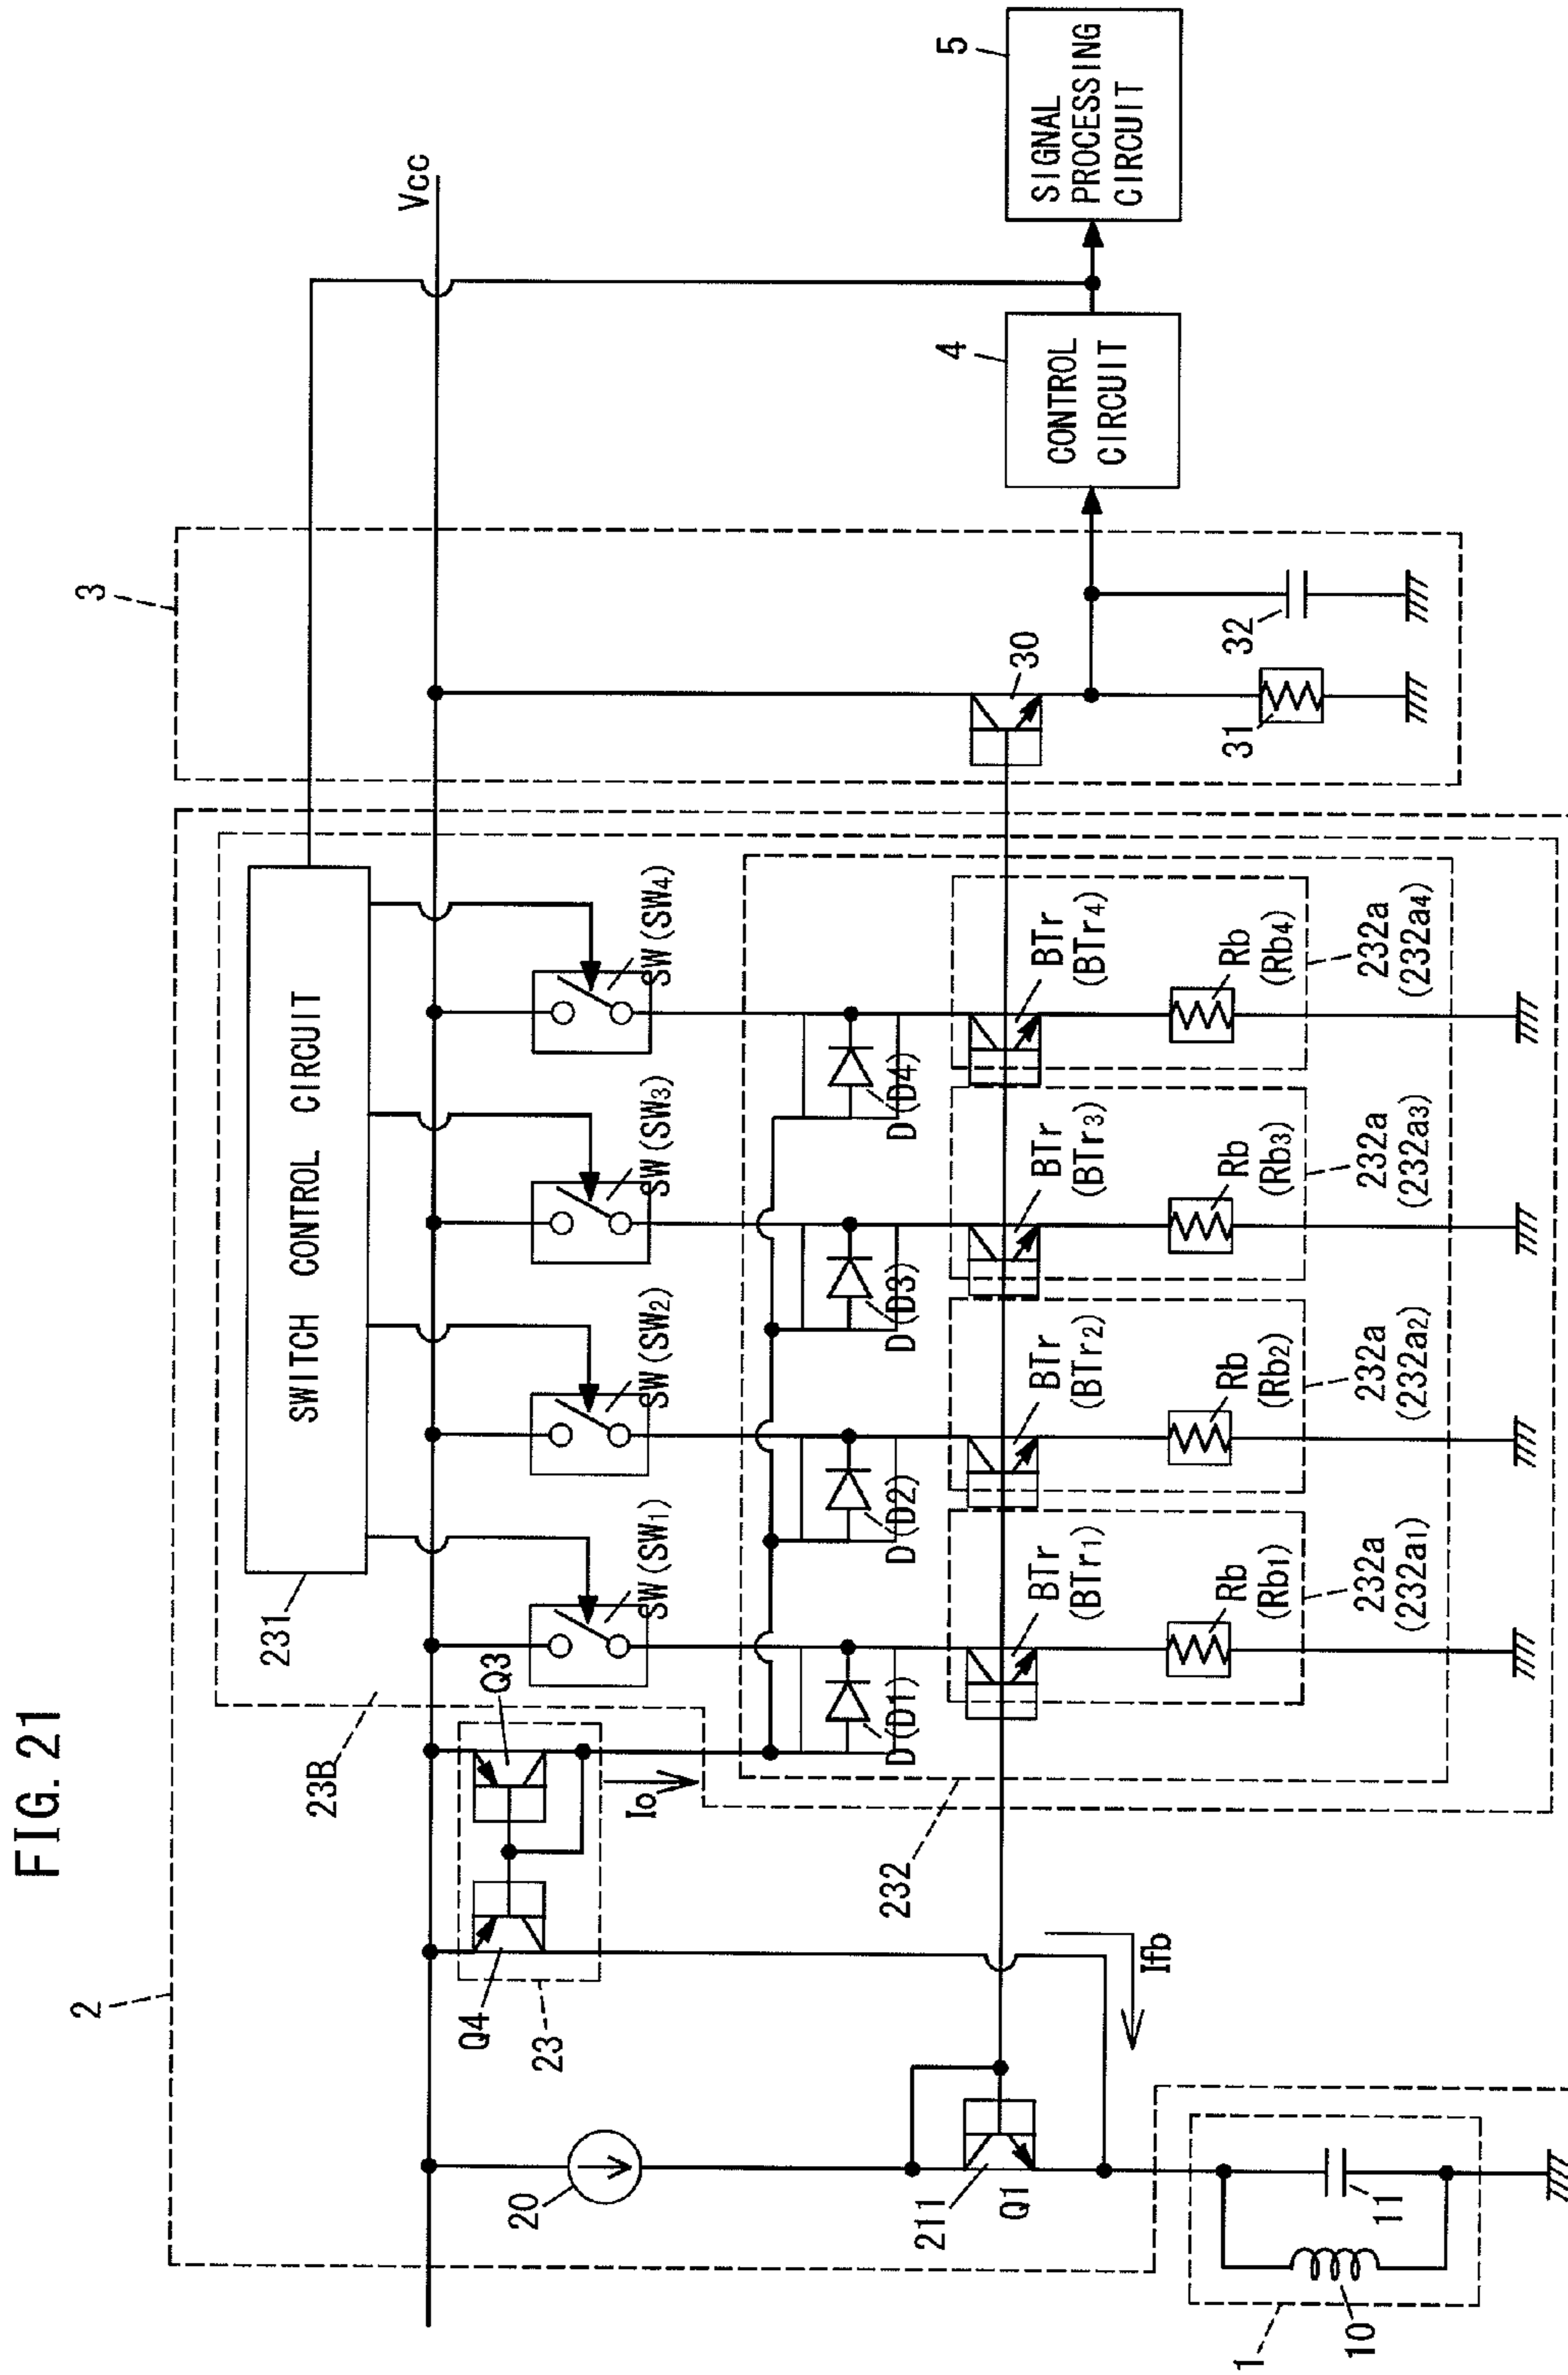 FIG. 21
2
3
Vcc
SWITCH CONTROL CIRCUIT
231
23B
Q3
Q4
23
Io
20
SW(SW1)
SW(SW2)
SW(SW3)
SW(SW4)
D(D1)
D(D2)
D(D3)
D(D4)
232
BTr
(BTr1)
BTr
(BTr2)
BTr
(BTr3)
BTr
(BTr4)
Rb
(Rb1)
Rb
(Rb2)
Rb
(Rb3)
Rb
(Rb4)
232a
(232a1)
232a
(232a2)
232a
(232a3)
232a
(232a4)
Ifb
211
Q1
1
10
11
30
31
32
4
CONTROL
CIRCUIT
5
SIGNAL
PROCESSING
CIRCUIT